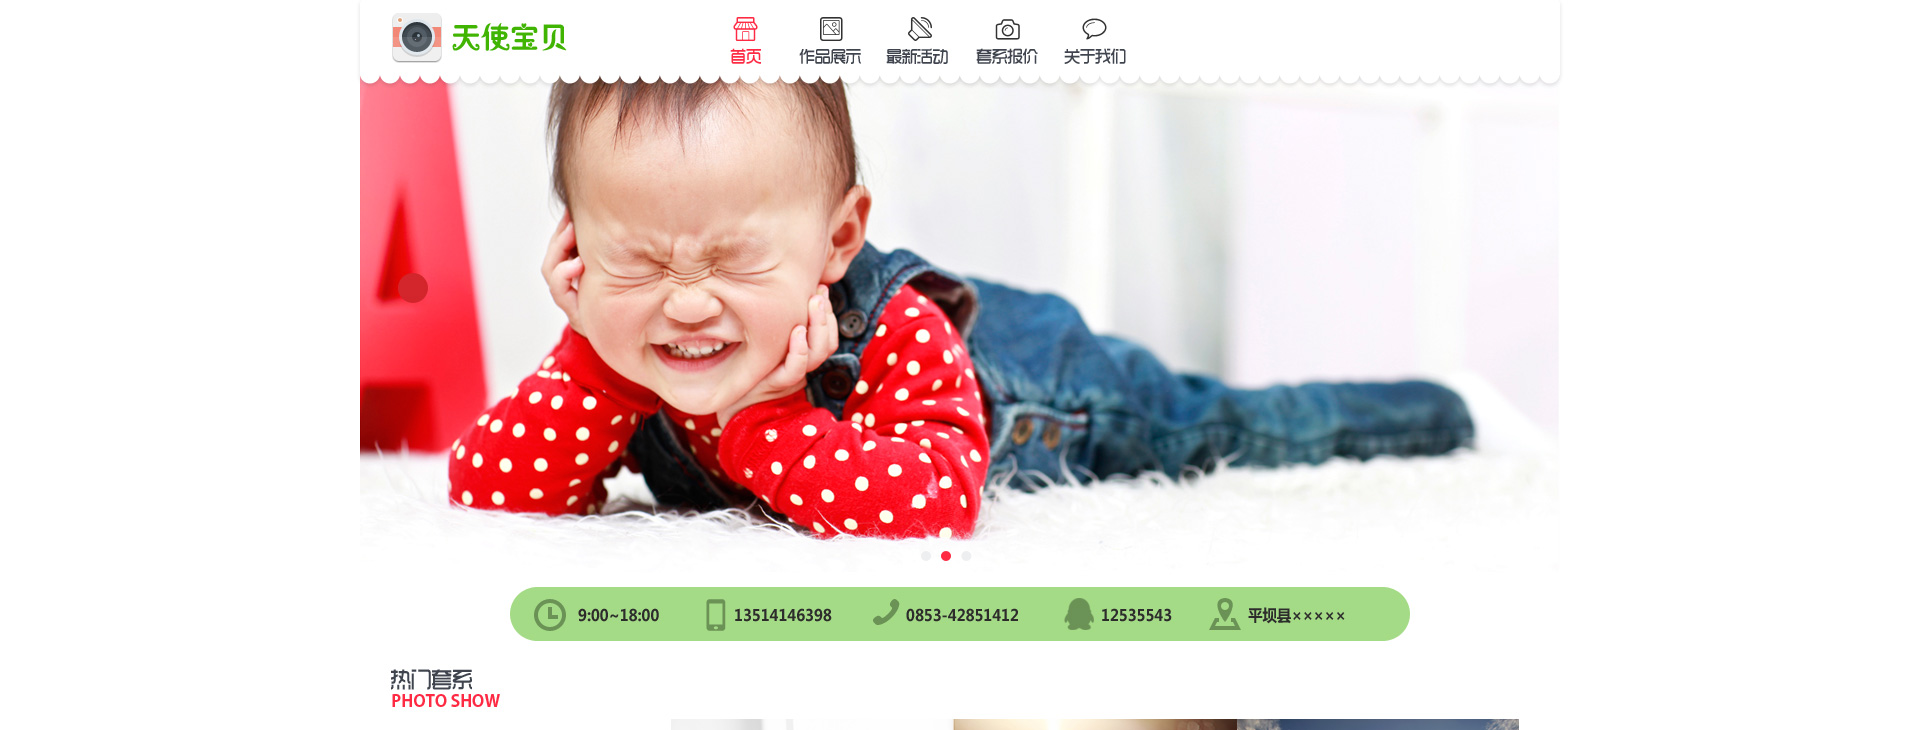 天使宝贝
首页 作品展示 最新活动 套系报价 关于我们
A
9:00~18:00 13514146398 0853-42851412 12535543 平坝县×××××
热门套系
PHOTO SHOW